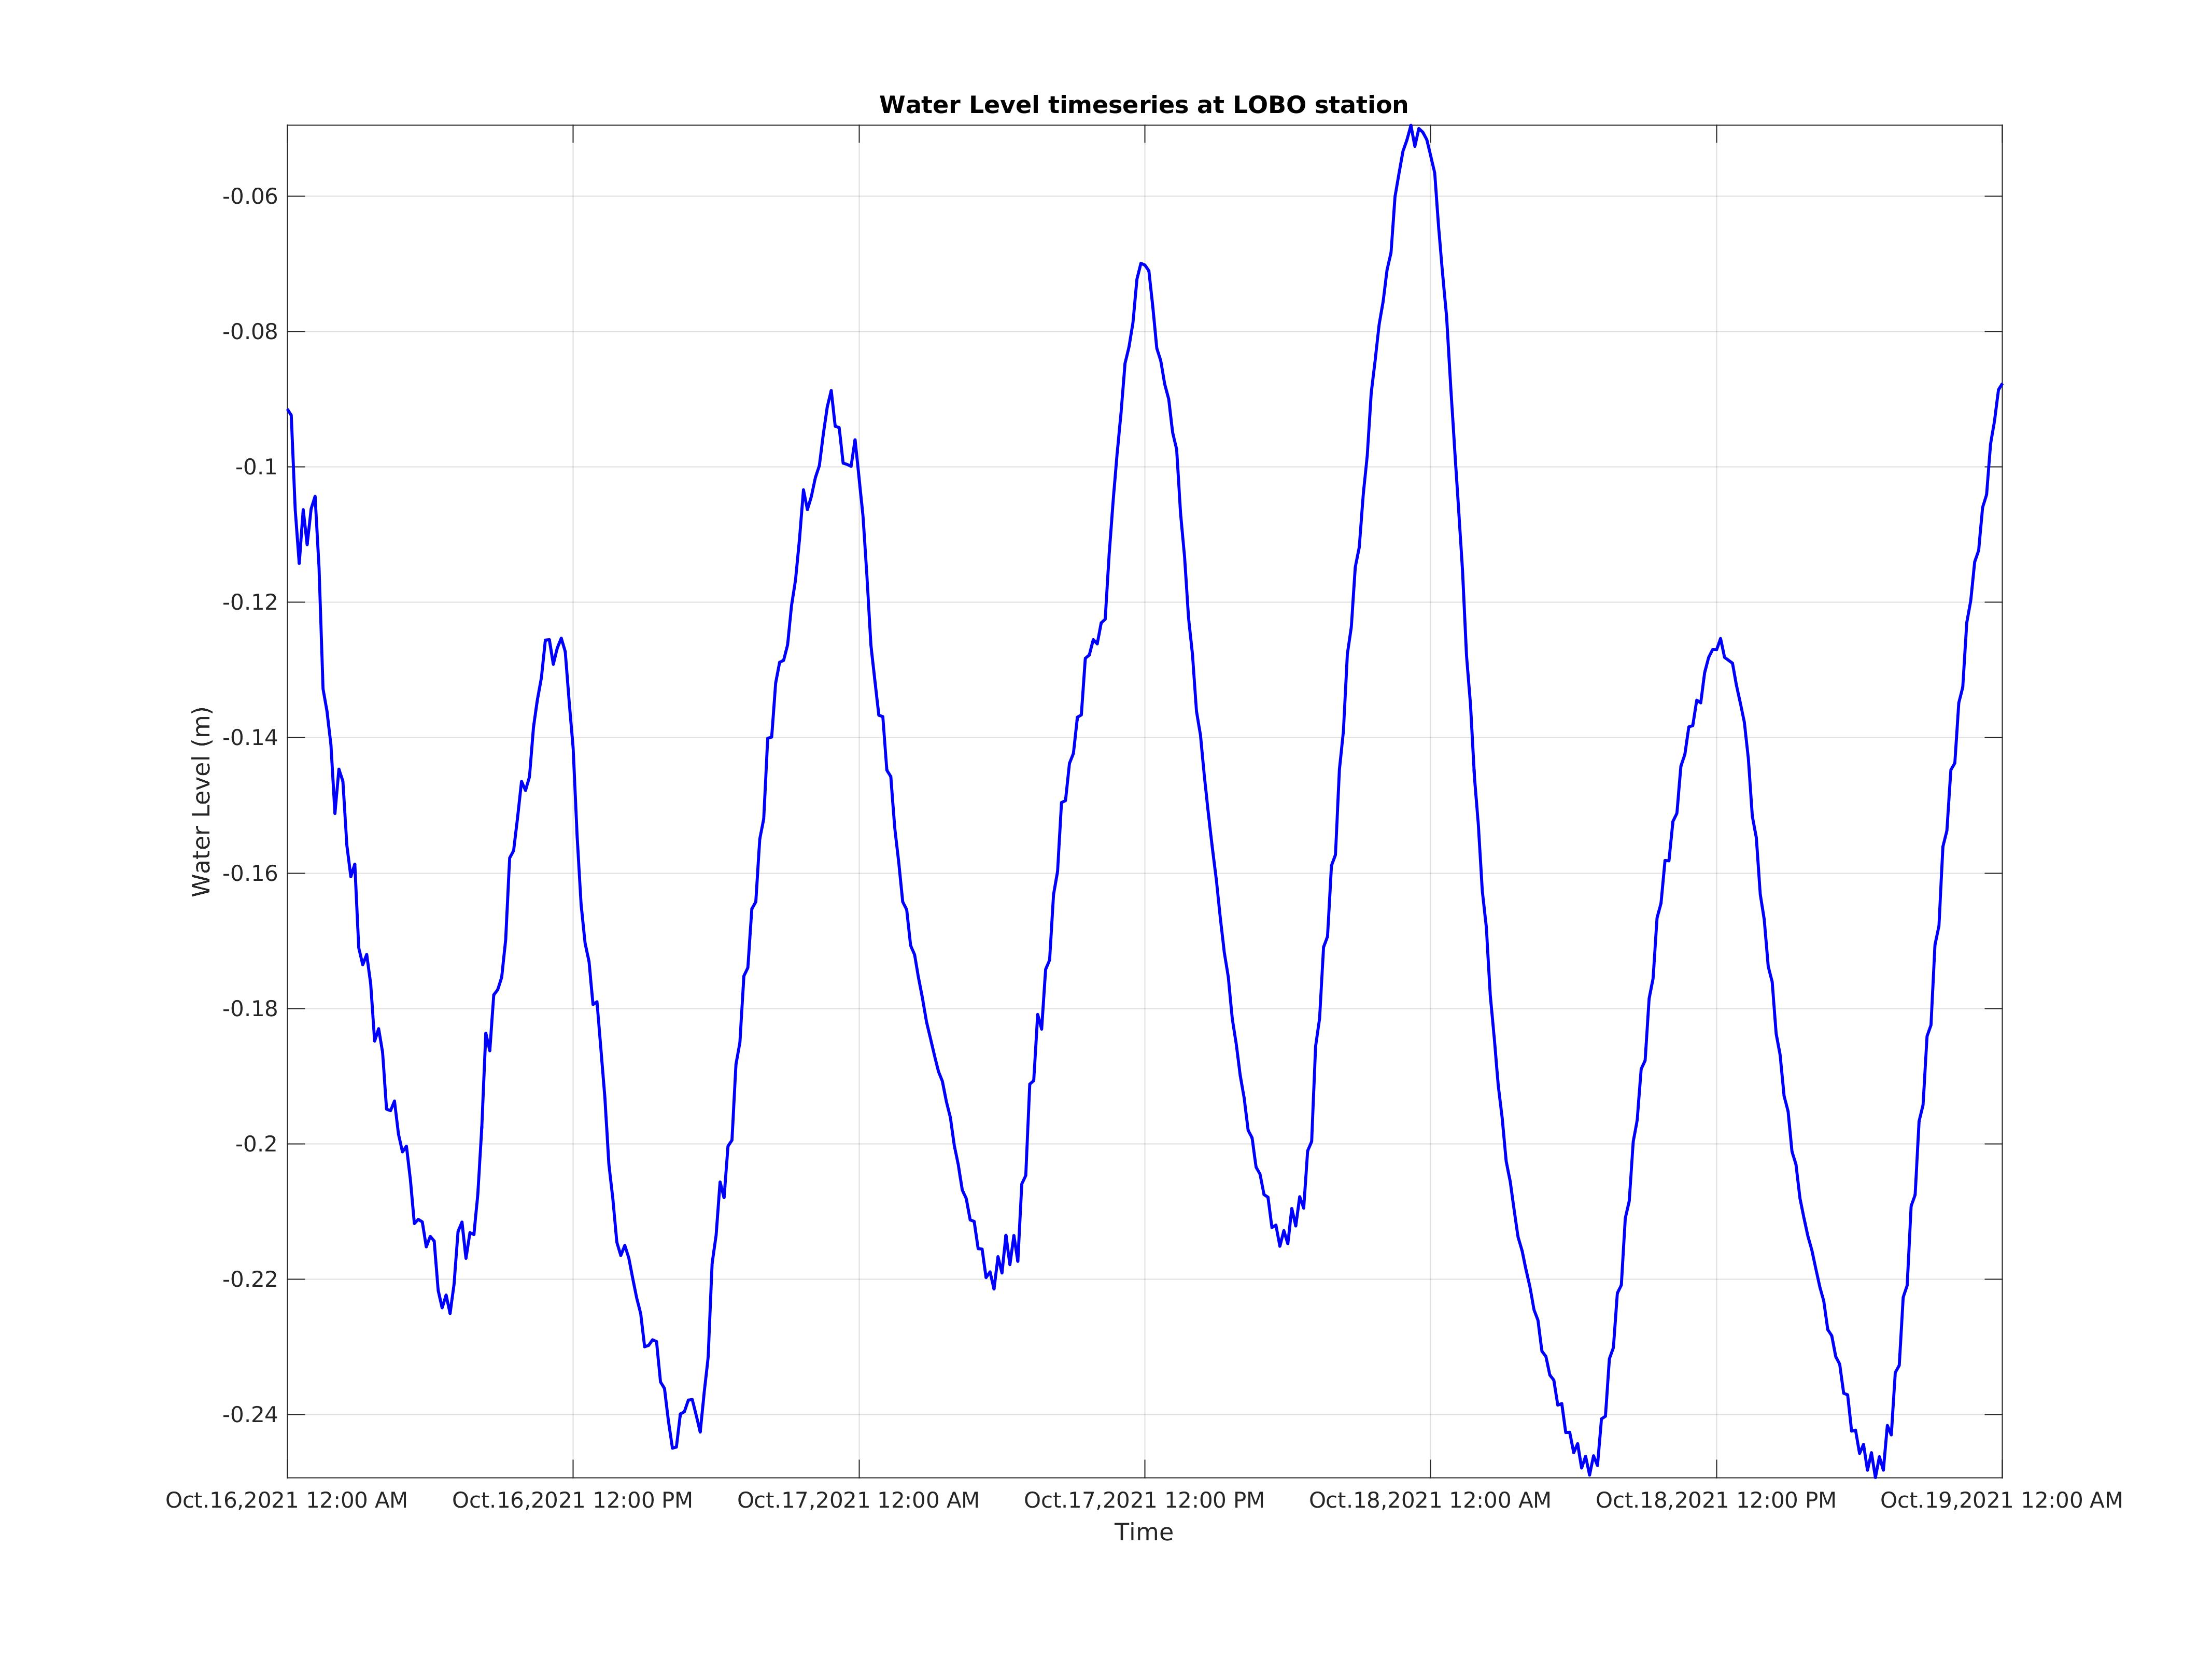 Water Level timeseries at LOBO station
Water Level (m)
-0.06
-0.08
-0.1
-0.12
-0.14
-0.16
-0.18
-0.2
-0.22
-0.24
Oct.16,2021 12:00 AM
Oct.16,2021 12:00 PM
Oct.17,2021 12:00 AM
Oct.17,2021 12:00 PM
Oct.18,2021 12:00 AM
Oct.18,2021 12:00 PM
Oct.19,2021 12:00 AM
Time